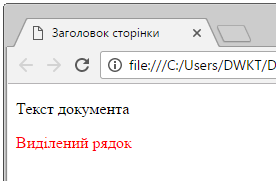 Заголовок сторінки
file:///C:/Users/DWKT/D
Текст документа
Виділений рядок